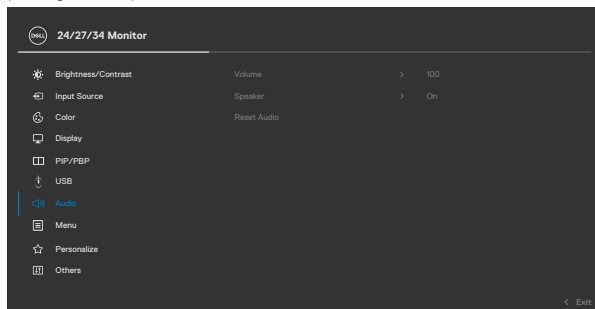 DELL 24/27/34 Monitor
Brightness/Contrast Volume > 100
Input Source Speaker > On
Color Reset Audio
Display
PIP/PBP
USB
Audio
Menu
Personalize
Others
< Exit